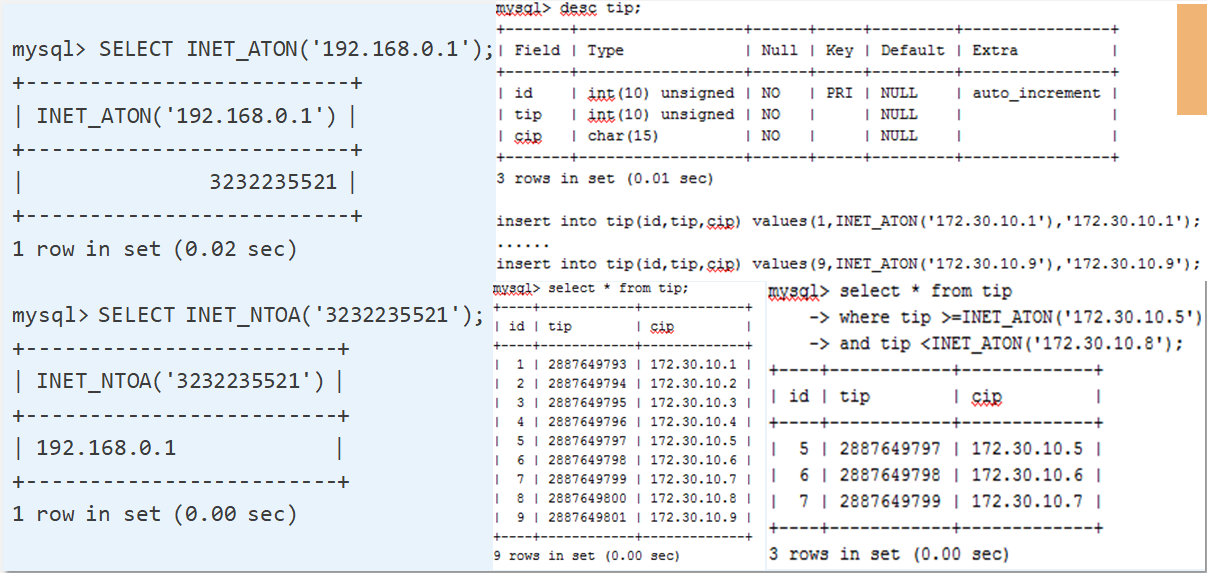 mysql> SELECT INET_ATON('192.168.0.1');
+----------------------------+
| INET_ATON('192.168.0.1') |
+----------------------------+
| 3232235521 |
+----------------------------+
1 row in set (0.02 sec)
mysql> SELECT INET_NTOA('3232235521');
+---------------------------+
| INET_NTOA('3232235521') |
+---------------------------+
| 192.168.0.1 |
+---------------------------+
1 row in set (0.00 sec)
mysql> desc tip;
+-------+------------------+------+-----+---------+----------------+
| Field | Type | Null | Key | Default | Extra |
+-------+------------------+------+-----+---------+----------------+
| id | int(10) unsigned | NO | PRI | NULL | auto_increment |
| tip | int(10) unsigned | NO | | NULL | |
| cip | char(15) | NO | | NULL | |
+-------+------------------+------+-----+---------+----------------+
3 rows in set (0.01 sec)
insert into tip(id,tip,cip) values(1,INET_ATON('172.30.10.1'),'172.30.10.1');
......
insert into tip(id,tip,cip) values(9,INET_ATON('172.30.10.9'),'172.30.10.9');
mysql> select * from tip;
+----+------------+-------------+
| id | tip | cip |
+----+------------+-------------+
| 1 | 2887649793 | 172.30.10.1 |
| 2 | 2887649794 | 172.30.10.2 |
| 3 | 2887649795 | 172.30.10.3 |
| 4 | 2887649796 | 172.30.10.4 |
| 5 | 2887649797 | 172.30.10.5 |
| 6 | 2887649798 | 172.30.10.6 |
| 7 | 2887649799 | 172.30.10.7 |
| 8 | 2887649800 | 172.30.10.8 |
| 9 | 2887649801 | 172.30.10.9 |
+----+------------+-------------+
9 rows in set (0.00 sec)
mysql> select * from tip
-> where tip >=INET_ATON('172.30.10.5')
-> and tip <INET_ATON('172.30.10.8');
+----+------------+-------------+
| id | tip | cip |
+----+------------+-------------+
| 5 | 2887649797 | 172.30.10.5 |
| 6 | 2887649798 | 172.30.10.6 |
| 7 | 2887649799 | 172.30.10.7 |
+----+------------+-------------+
3 rows in set (0.00 sec)